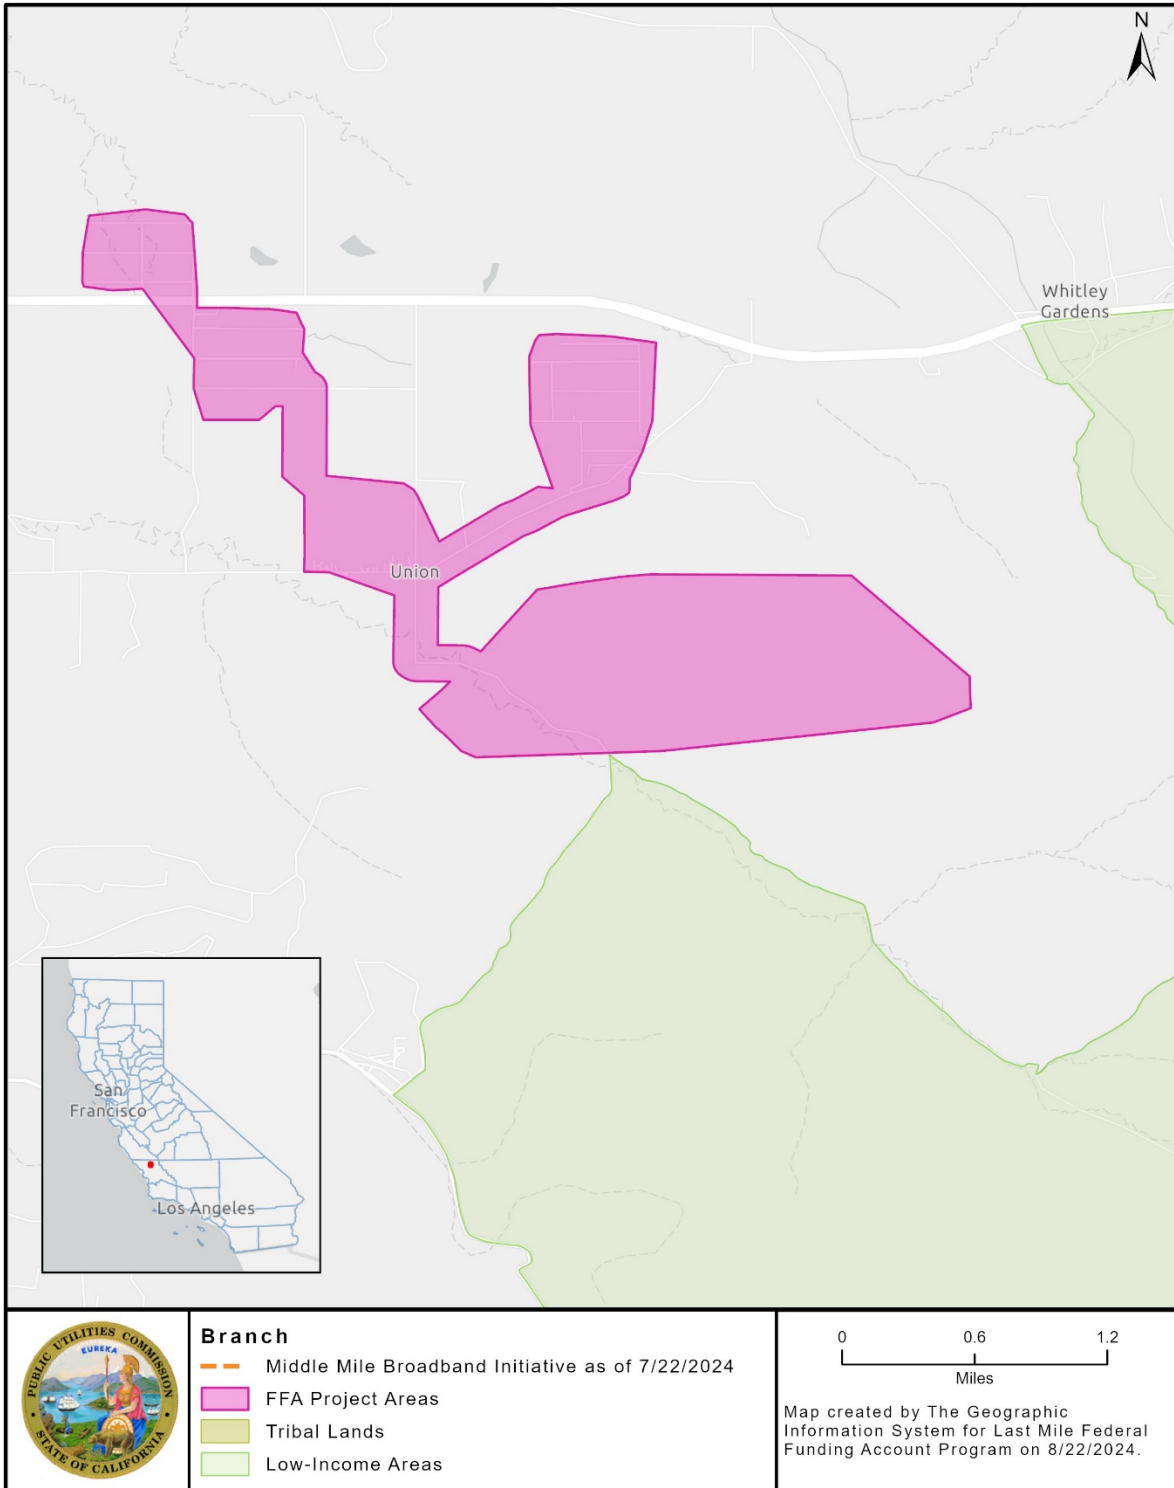 N
Whitley
Gardens
Union
San
Francisco
Los Angeles
PUBLIC UTILITIES COMMISSION
EUREKA
STATE OF CALIFORNIA
Branch
Middle Mile Broadband Initiative as of 7/22/2024
FFA Project Areas
Tribal Lands
Low-Income Areas
0 0.6 1.2
Miles
Map created by The Geographic
Information System for Last Mile Federal
Funding Account Program on 8/22/2024.